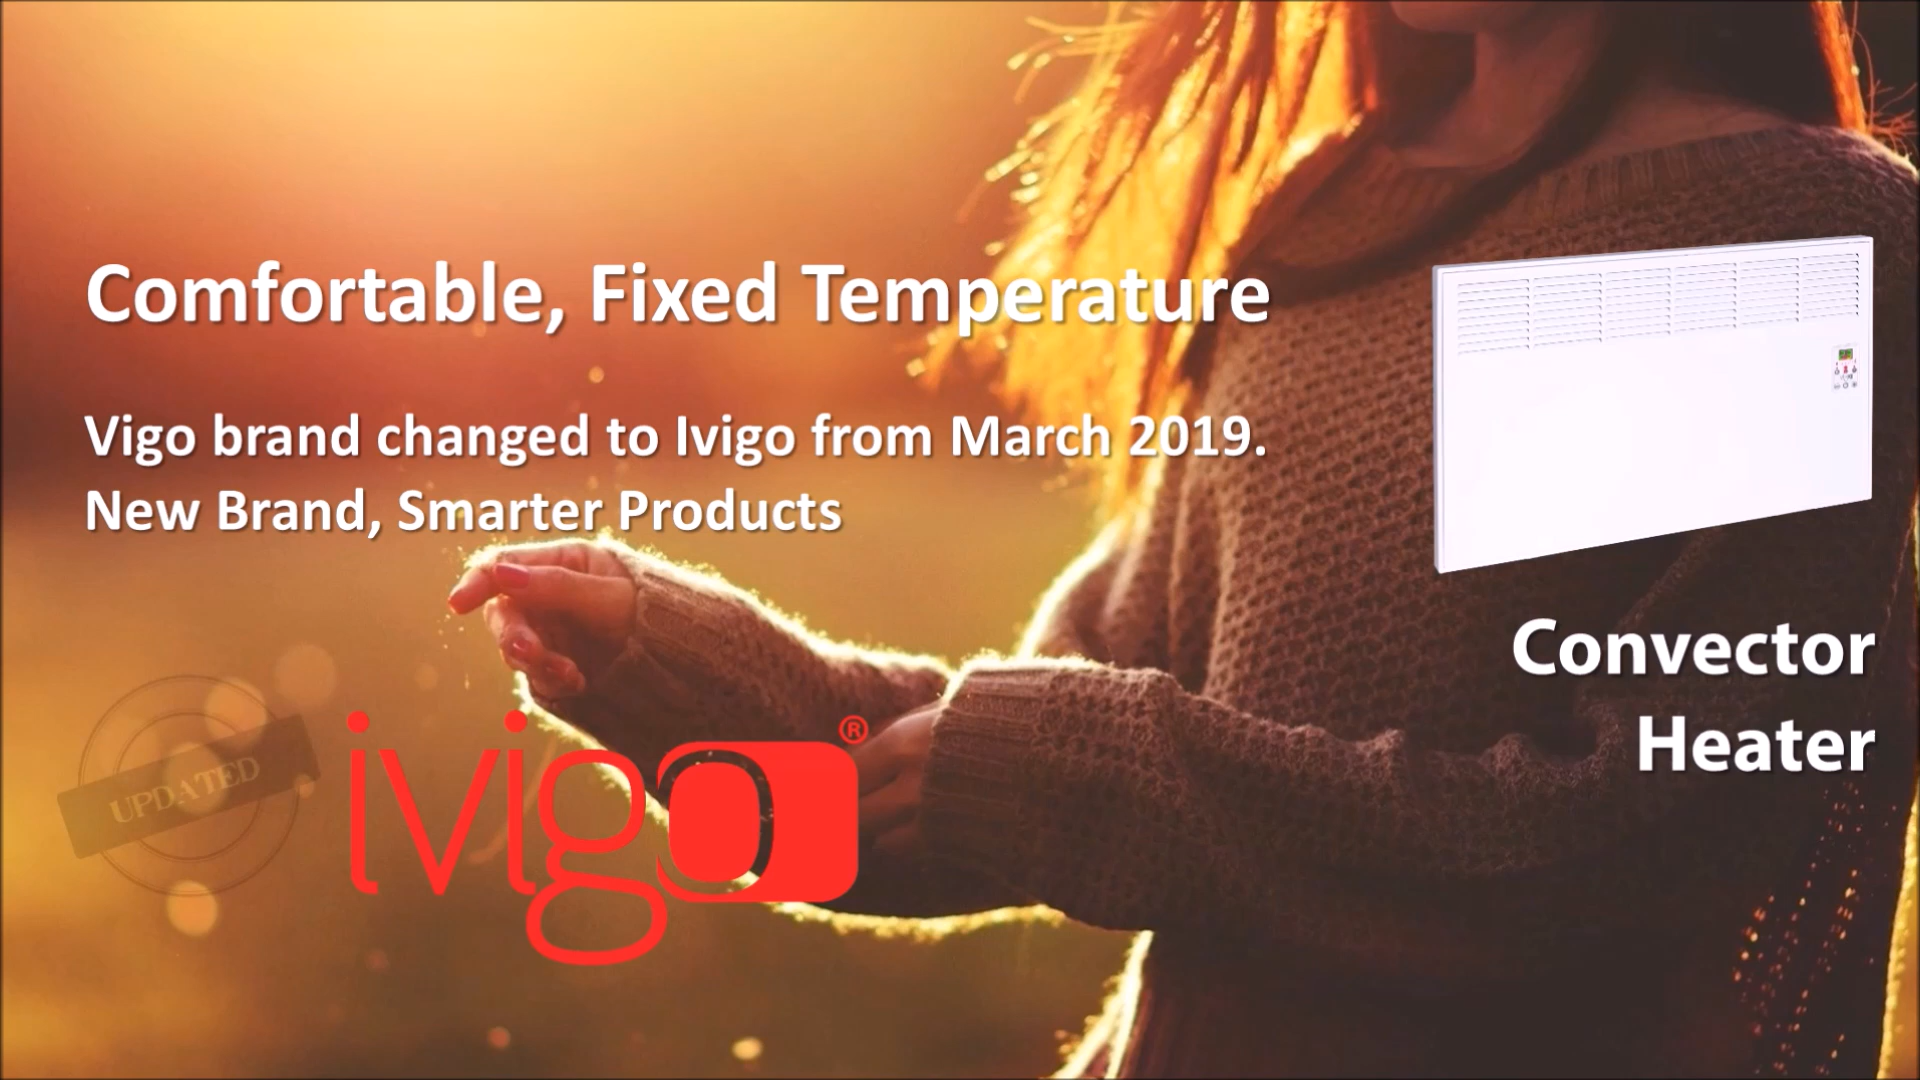 Comfortable, Fixed Temperature
Vigo brand changed to Ivigo from March 2019.
New Brand, Smarter Products
Convector
Heater
UPDATED
ivigo®